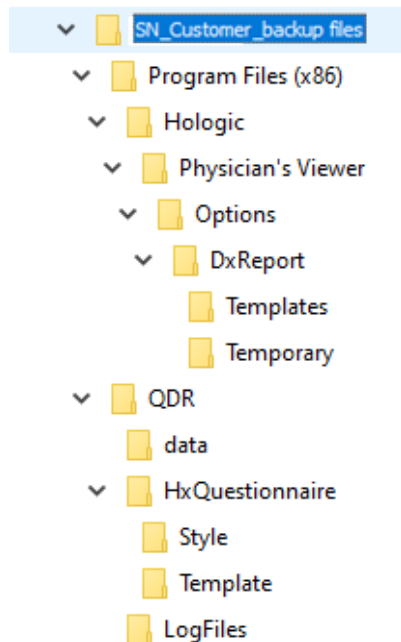 SN_Customer_backup files
Program Files (x86)
Hologic
Physician's Viewer
Options
DxReport
Templates
Temporary
QDR
data
HxQuestionnaire
Style
Template
LogFiles